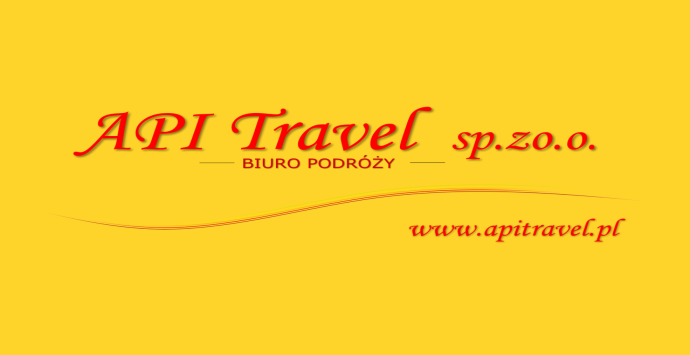 API Travel sp.zo.o.
BIURO PODRÓŻY
www.apitravel.pl